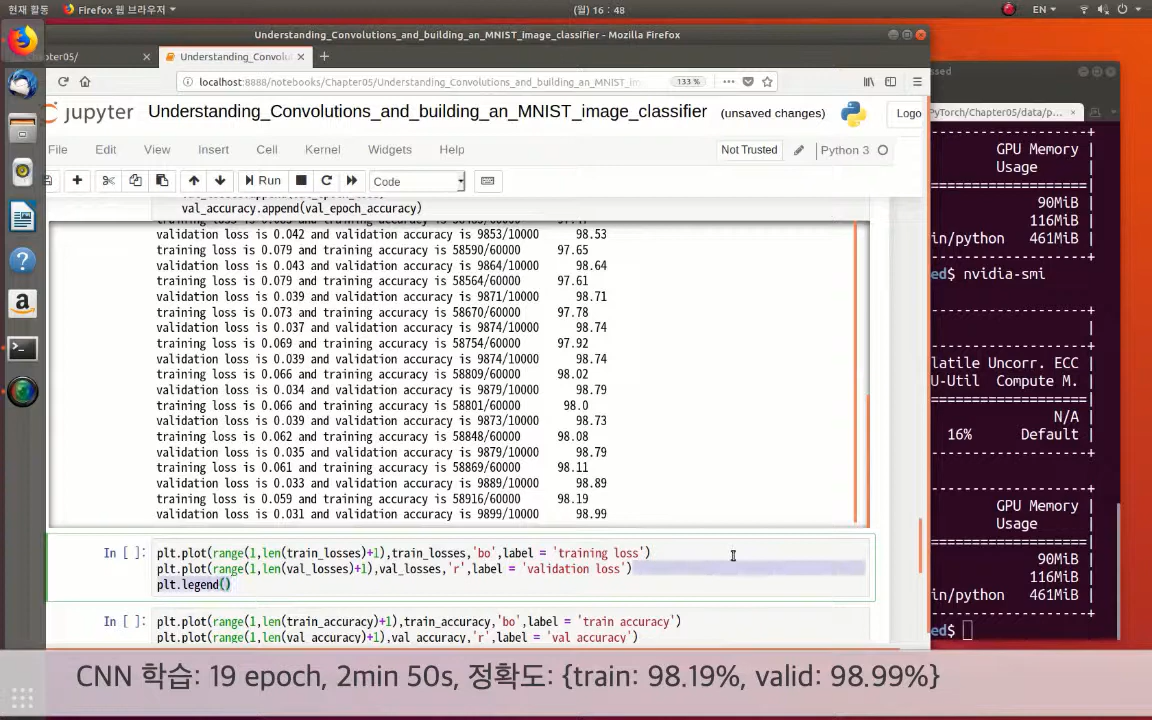 현재 활동
Firefox 웹 브라우저
(월) 16 : 48
EN
Understanding_Convolutions_and_building_an_MNIST_image_classifier - Mozilla Firefox
Understanding_Convolu
localhost:8888/notebooks/Chapter05/Understanding_Convolutions_and_building_an_MNIST_im
133 %
jupyter
Understanding_Convolutions_and_building_an_MNIST_image_classifier
(unsaved changes)
Logo
File Edit View Insert Cell Kernel Widgets Help
Not Trusted
Python 3
Run
Code
val_accuracy.append(val_epoch_accuracy)
validation loss is 0.042 and validation accuracy is 9853/10000 98.53
training loss is 0.079 and training accuracy is 58590/60000 97.65
validation loss is 0.043 and validation accuracy is 9864/10000 98.64
training loss is 0.079 and training accuracy is 58564/60000 97.61
validation loss is 0.039 and validation accuracy is 9871/10000 98.71
training loss is 0.073 and training accuracy is 58670/60000 97.78
validation loss is 0.037 and validation accuracy is 9874/10000 98.74
training loss is 0.069 and training accuracy is 58754/60000 97.92
validation loss is 0.039 and validation accuracy is 9874/10000 98.74
training loss is 0.066 and training accuracy is 58809/60000 98.02
validation loss is 0.034 and validation accuracy is 9879/10000 98.79
training loss is 0.066 and training accuracy is 58801/60000 98.0
validation loss is 0.039 and validation accuracy is 9873/10000 98.73
training loss is 0.062 and training accuracy is 58848/60000 98.08
validation loss is 0.035 and validation accuracy is 9879/10000 98.79
training loss is 0.061 and training accuracy is 58869/60000 98.11
validation loss is 0.033 and validation accuracy is 9889/10000 98.89
training loss is 0.059 and training accuracy is 58916/60000 98.19
validation loss is 0.031 and validation accuracy is 9899/10000 98.99
In [ ]:
plt.plot(range(1,len(train_losses)+1),train_losses,'bo',label = 'training loss')
plt.plot(range(1,len(val_losses)+1),val_losses,'r',label = 'validation loss')
plt.legend()
In [ ]:
plt.plot(range(1,len(train_accuracy)+1),train_accuracy,'bo',label = 'train accuracy')
plt.plot(range(1,len(val_accuracy)+1),val_accuracy,'r',label = 'val accuracy')
PyTorch/Chapter05/data/p...
GPU Memory |
Usage |
90MiB |
116MiB |
in/python 461MiB |
ed$ nvidia-smi
olatile Uncorr. ECC |
U-Util Compute M. |
N/A |
16% Default |
GPU Memory |
Usage |
90MiB |
116MiB |
in/python 461MiB |
ed$
CNN 학습: 19 epoch, 2min 50s, 정확도: {train: 98.19%, valid: 98.99%}